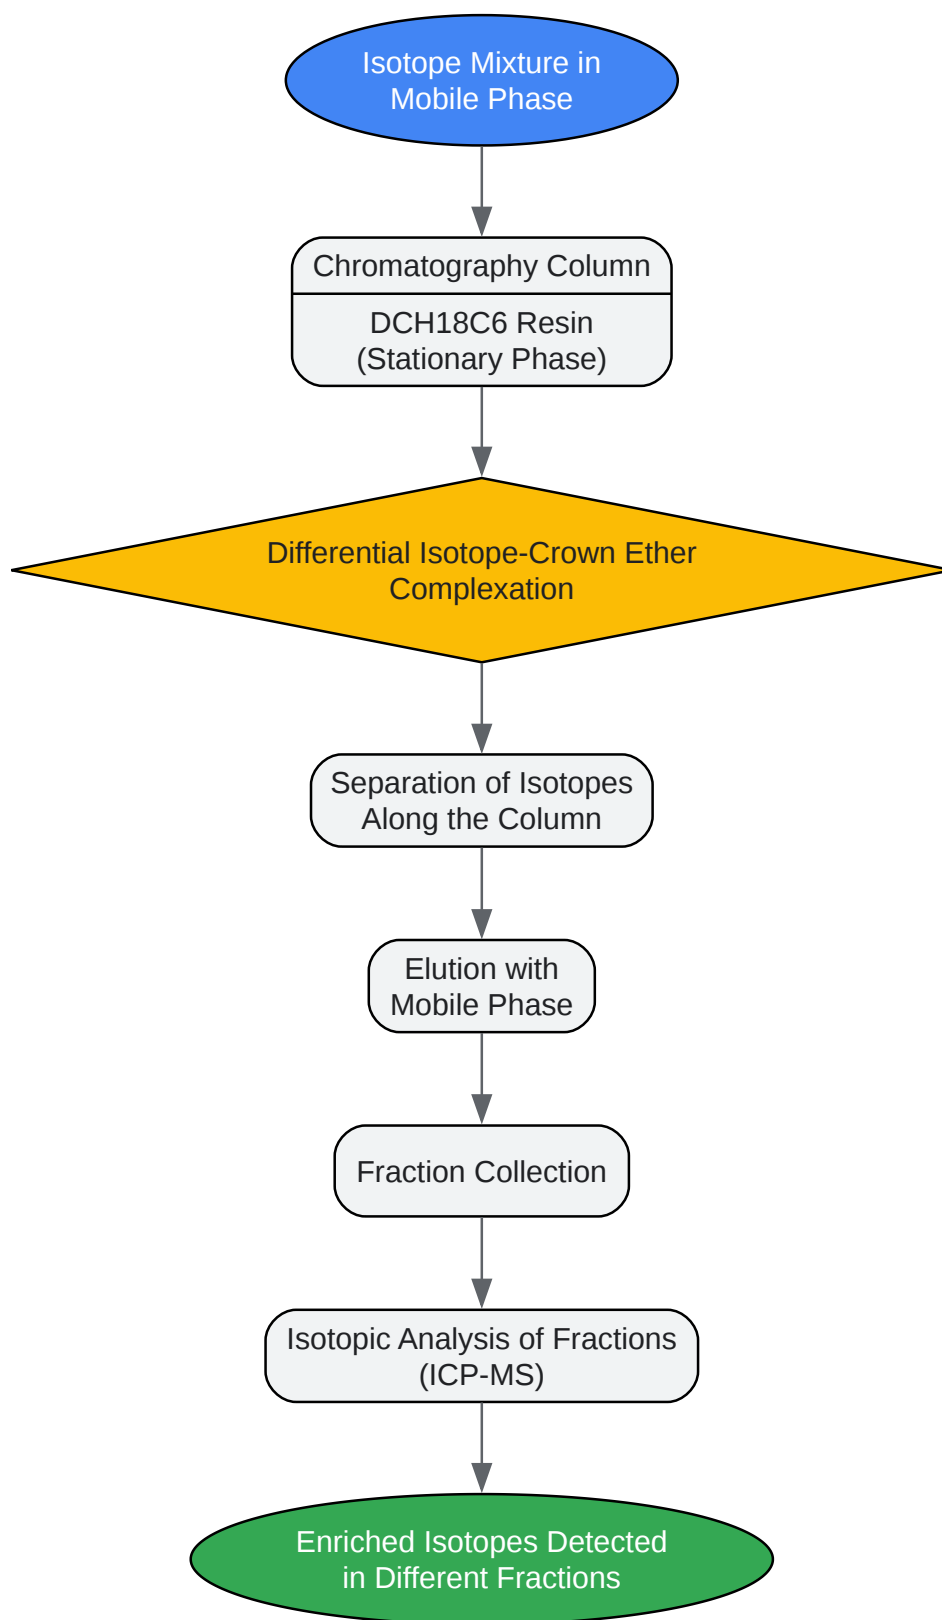 Isotope Mixture in
Mobile Phase
Chromatography Column
DCH18C6 Resin
(Stationary Phase)
Differential Isotope-Crown Ether
Complexation
Separation of Isotopes
Along the Column
Elution with
Mobile Phase
Fraction Collection
Isotopic Analysis of Fractions
(ICP-MS)
Enriched Isotopes Detected
in Different Fractions